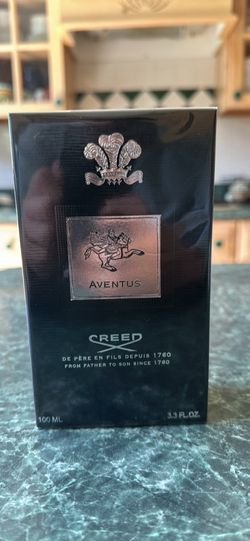 AVENTUS
CREED
DE PÈRE EN FILS DEPUIS 1760
FROM FATHER TO SON SINCE 1760
100 ML
3.3 FL.OZ.